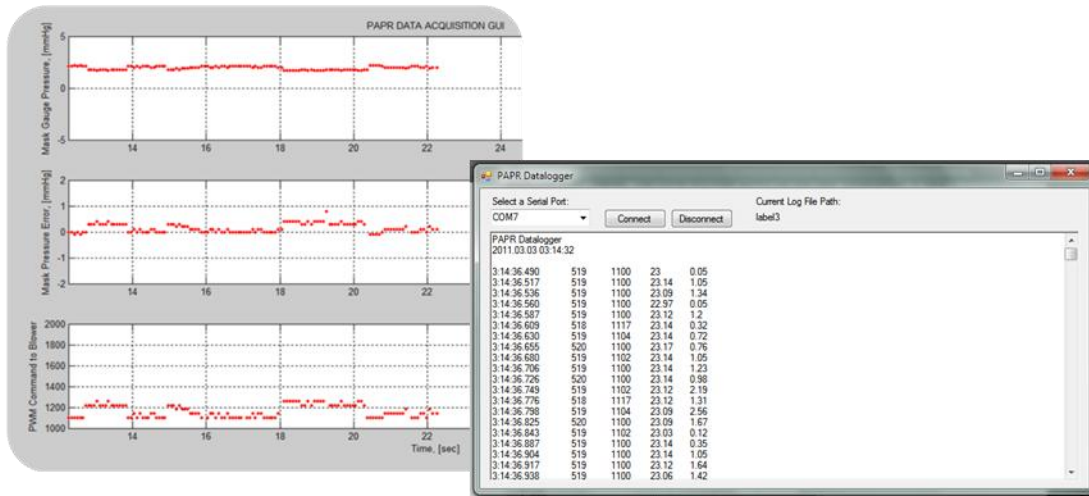 PAPR DATA ACQUISITION GUI
Mask Gauge Pressure, [mmHg]
5
0
-5
14 16 18 20 22 24
Mask Pressure Error, [mmHg]
2
1
0
-1
-2
14 16 18 20 22
PWM Command to Blower
2000
1800
1600
1400
1200
1000
14 16 18 20 22
Time, [sec]
PAPR Datalogger
Select a Serial Port:
Current Log File Path:
COM7 Connect Disconnect label3
PAPR Datalogger
2011.03.03 03:14:32
3:14:36.490 519 1100 23 0.05
3:14:36.517 519 1100 23.14 1.05
3:14:36.536 519 1100 23.09 1.34
3:14:36.560 519 1100 22.97 0.05
3:14:36.587 519 1100 23.12 1.2
3:14:36.609 518 1117 23.14 0.32
3:14:36.630 519 1104 23.14 0.72
3:14:36.655 520 1100 23.17 0.76
3:14:36.680 519 1102 23.14 1.05
3:14:36.706 519 1100 23.14 1.23
3:14:36.726 520 1100 23.14 0.98
3:14:36.749 519 1102 23.12 2.19
3:14:36.776 518 1117 23.12 1.31
3:14:36.798 519 1104 23.09 2.56
3:14:36.825 520 1100 23.09 1.67
3:14:36.843 519 1102 23.03 0.12
3:14:36.887 519 1100 23.14 0.35
3:14:36.904 519 1100 23.14 1.05
3:14:36.917 519 1100 23.12 1.64
3:14:36.938 519 1100 23.06 1.42